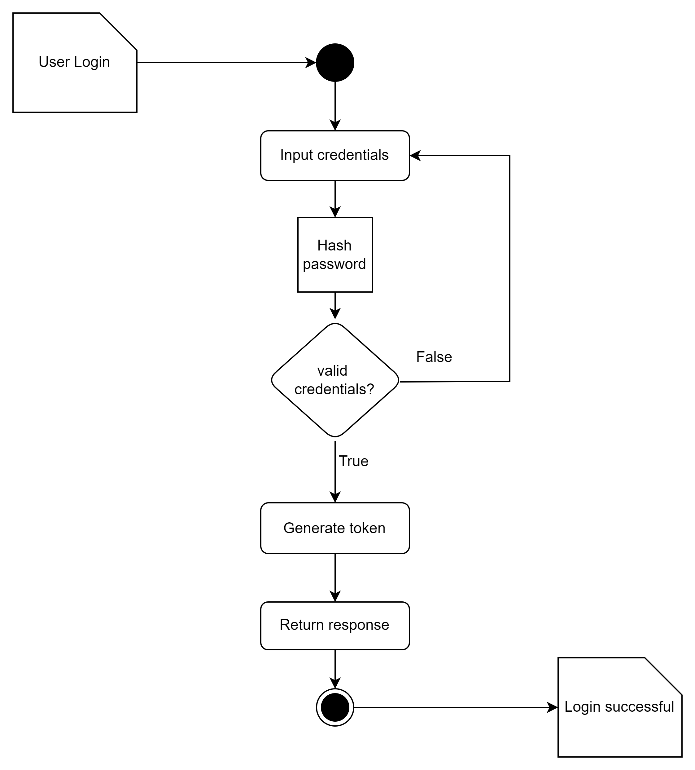 User Login
Input credentials
Hash
password
valid
credentials?
False
True
Generate token
Return response
Login successful